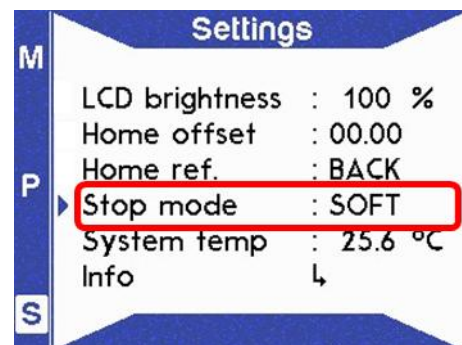 Settings
M
LCD brightness : 100 %
Home offset : 00.00
Home ref. : BACK
P
Stop mode : SOFT
System temp : 25.6 ºC
Info ↳
S